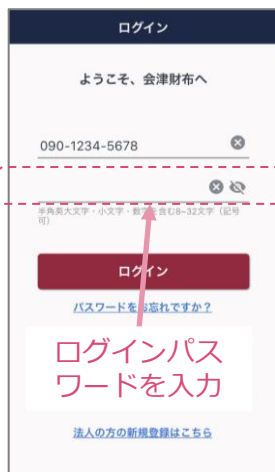 ログイン
ようこそ、会津財布へ
090-1234-5678
半角英大文字・小文字・数字を含む8~32文字（記号
可）
ログイン
パスワードをお忘れですか？
ログインパス
ワードを入力
法人の方の新規登録はこちら